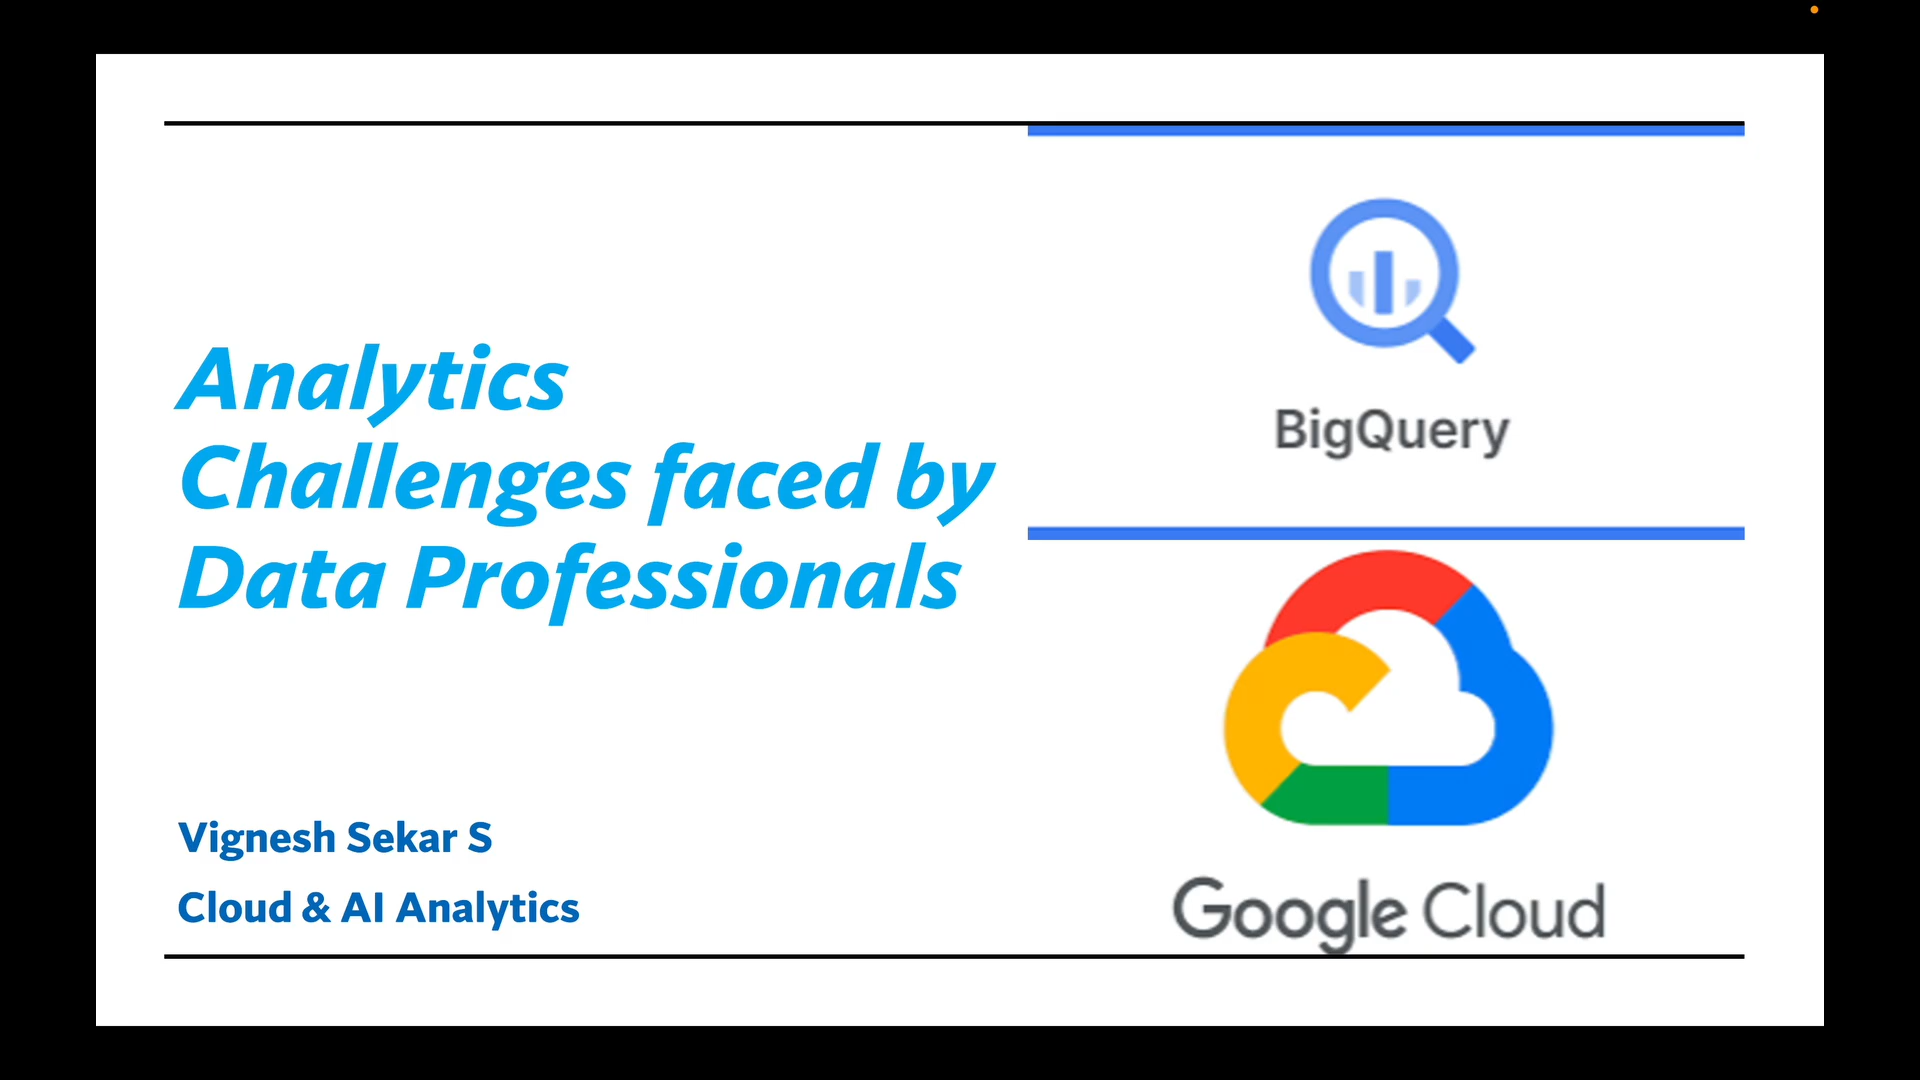 Analytics
Challenges faced by
Data Professionals
Vignesh Sekar S
Cloud & AI Analytics
BigQuery
Google Cloud